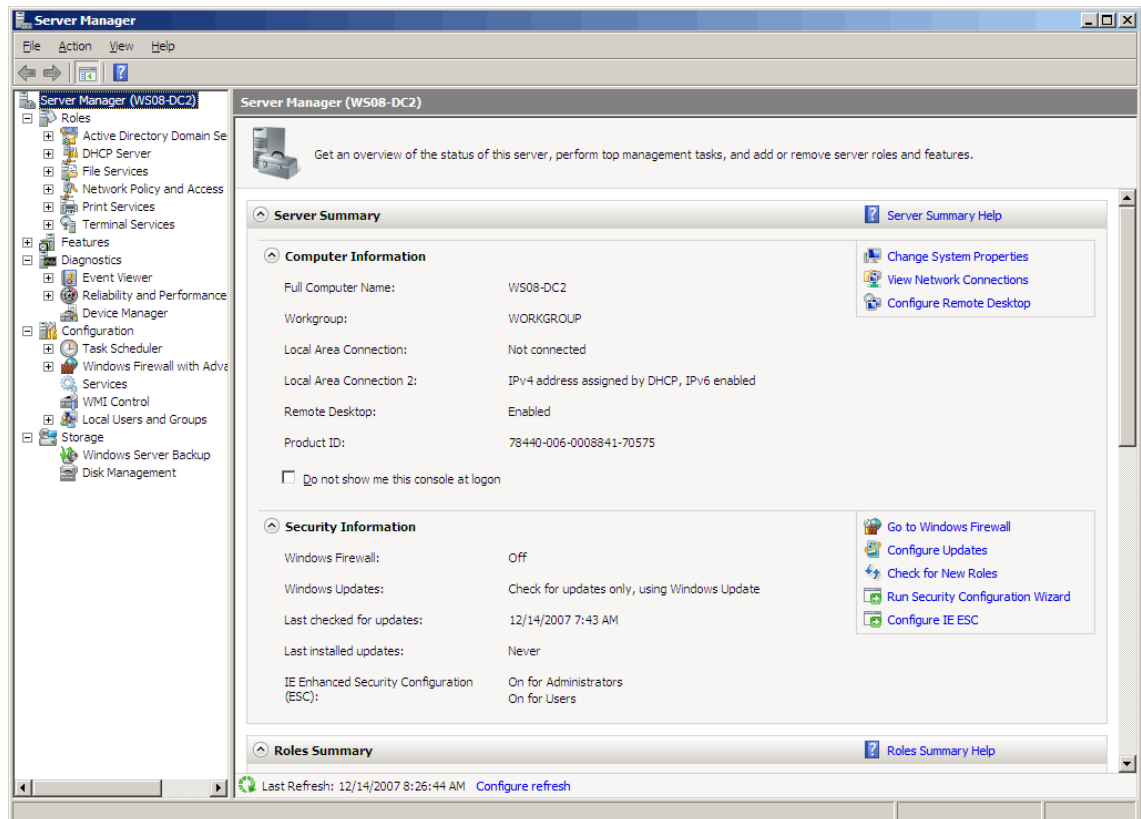 Server Manager
File Action View Help
Server Manager (WS08-DC2)
Roles
Active Directory Domain Se
DHCP Server
File Services
Network Policy and Access
Print Services
Terminal Services
Features
Diagnostics
Event Viewer
Reliability and Performance
Device Manager
Configuration
Task Scheduler
Windows Firewall with Adva
Services
WMI Control
Local Users and Groups
Storage
Windows Server Backup
Disk Management
Server Manager (WS08-DC2)
Get an overview of the status of this server, perform top management tasks, and add or remove server roles and features.
Server Summary
Server Summary Help
Computer Information
Full Computer Name: WS08-DC2
Workgroup: WORKGROUP
Local Area Connection: Not connected
Local Area Connection 2: IPv4 address assigned by DHCP, IPv6 enabled
Remote Desktop: Enabled
Product ID: 78440-006-0008841-70575
Do not show me this console at logon
Change System Properties
View Network Connections
Configure Remote Desktop
Security Information
Windows Firewall: Off
Windows Updates: Check for updates only, using Windows Update
Last checked for updates: 12/14/2007 7:43 AM
Last installed updates: Never
IE Enhanced Security Configuration On for Administrators
(ESC): On for Users
Go to Windows Firewall
Configure Updates
Check for New Roles
Run Security Configuration Wizard
Configure IE ESC
Roles Summary
Roles Summary Help
Last Refresh: 12/14/2007 8:26:44 AM Configure refresh